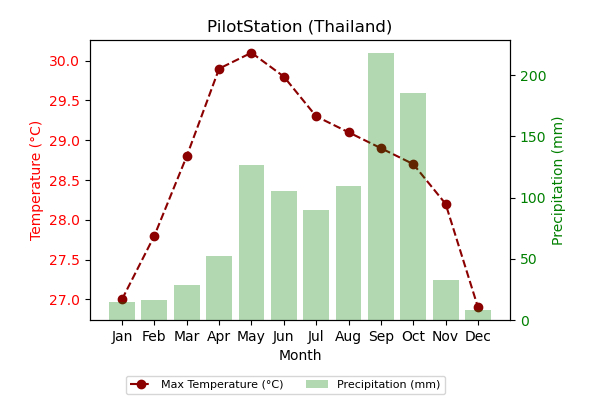 PilotStation (Thailand)
30.0
29.5
29.0
28.5
28.0
27.5
27.0
Temperature (°C)
200
150
100
50
0
Precipitation (mm)
Jan Feb Mar Apr May Jun Jul Aug Sep Oct Nov Dec
Month
Max Temperature (°C) Precipitation (mm)